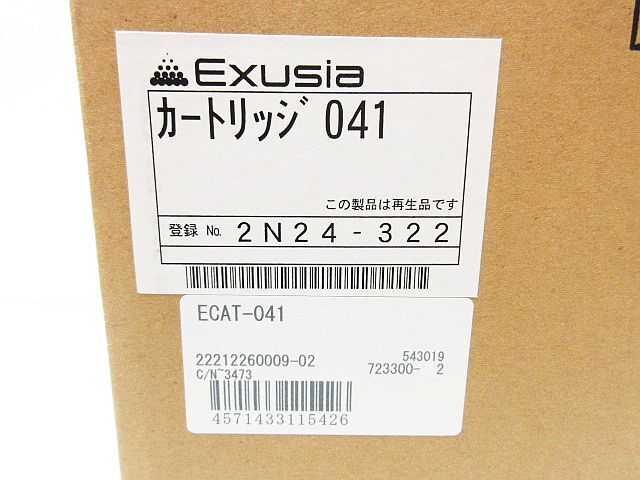 Exusia
カートリッジ 041
この製品は再生品です
登録 No. 2N24-322
ECAT-041
22212260009-02
543019
C/N~3473
723300- 2
4571433115426